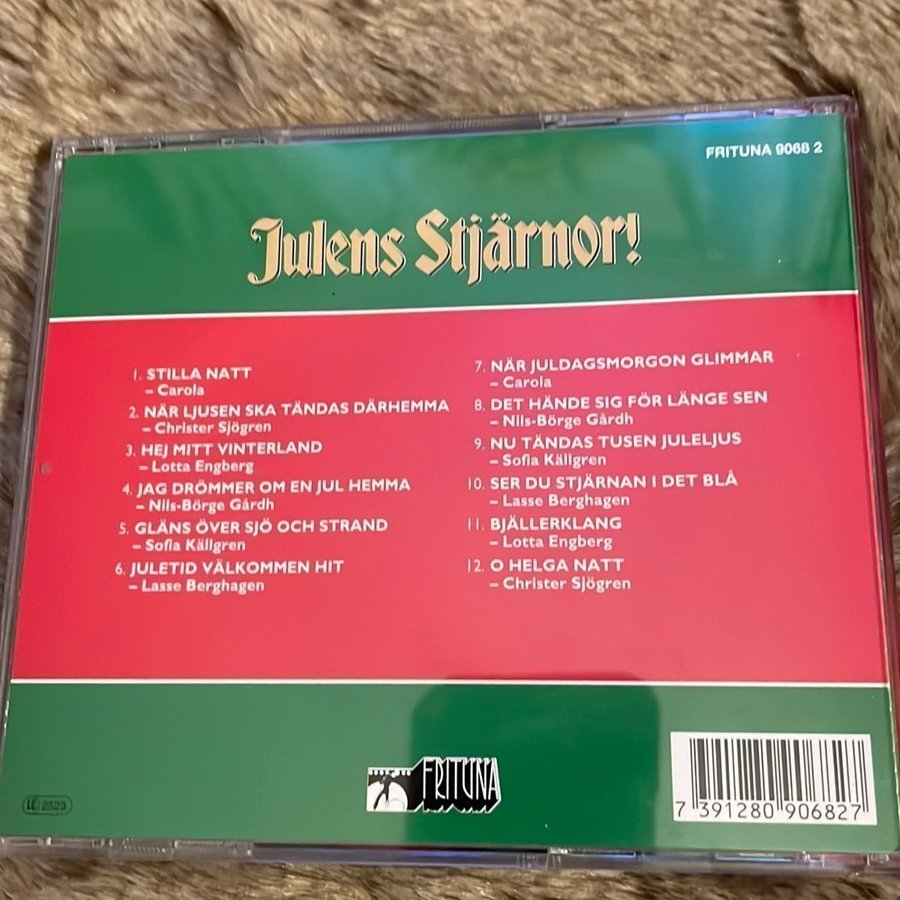 FRITUNA 9068 2
Julens Stjärnor!
1. STILLA NATT
– Carola
2. NÄR LJUSEN SKA TÄNDAS DÄRHEMMA
– Christer Sjögren
3. HEJ MITT VINTERLAND
– Lotta Engberg
4. JAG DRÖMMER OM EN JUL HEMMA
– Nils-Börge Gårdh
5. GLÄNS ÖVER SJÖ OCH STRAND
– Sofia Källgren
6. JULETID VÄLKOMMEN HIT
– Lasse Berghagen
7. NÄR JULDAGSMORGON GLIMMAR
– Carola
8. DET HÄNDE SIG FÖR LÄNGE SEN
– Nils-Börge Gårdh
9. NU TÄNDAS TUSEN JULELJUS
– Sofia Källgren
10. SER DU STJÄRNAN I DET BLÅ
– Lasse Berghagen
11. BJÄLLERKLANG
– Lotta Engberg
12. O HELGA NATT
– Christer Sjögren
FRITUNA
LC 2523
7 391280 906827